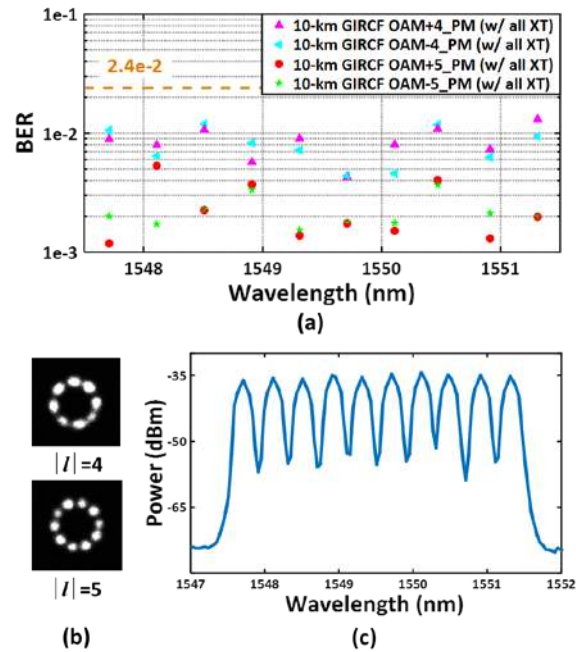 1e-1
10-km GIRCF OAM+4_PM (w/ all XT)
10-km GIRCF OAM-4_PM (w/ all XT)
10-km GIRCF OAM+5_PM (w/ all XT)
10-km GIRCF OAM-5_PM (w/ all XT)
2.4e-2
BER
1e-2
1e-3
1548 1549 1550 1551
Wavelength (nm)
(a)
|l|=4
|l|=5
(b)
Power (dBm)
-35
-50
-65
1547 1548 1549 1550 1551 1552
Wavelength (nm)
(c)